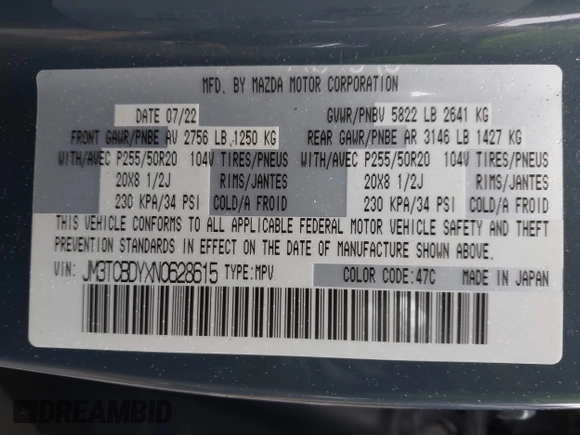 MFD. BY MAZDA MOTOR CORPORATION
DATE 07/22 GVWR/PNBV 5822 LB 2641 KG
FRONT GAWR/PNBE AV 2756 LB 1250 KG REAR GAWR/PNBE AR 3146 LB 1427 KG
WITH/AVEC P255/50R20 104V TIRES/PNEUS WITH/AVEC P255/50R20 104V TIRES/PNEUS
20X8 1/2J RIMS/JANTES 20X8 1/2J RIMS/JANTES
230 KPA/34 PSI COLD/A FROID 230 KPA/34 PSI COLD/A FROID
THIS VEHICLE CONFORMS TO ALL APPLICABLE FEDERAL MOTOR VEHICLE SAFETY AND THEFT
PREVENTION STANDARDS IN EFFECT ON THE DATE OF MANUFACTURE SHOWN ABOVE.
VIN: JM3TCBDYXN0628615 TYPE:MPV COLOR CODE:47C MADE IN JAPAN
DREAMBID